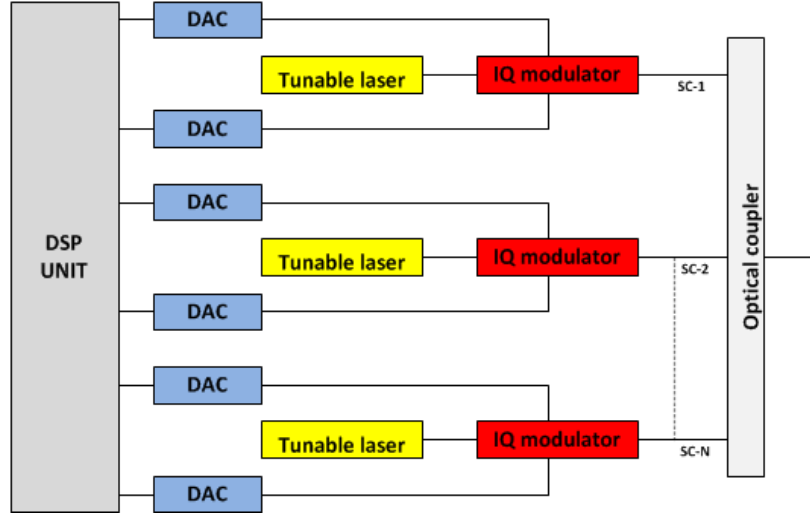 DAC
Tunable laser
IQ modulator
SC-1
DAC
DAC
DSP
UNIT
Tunable laser
IQ modulator
SC-2
Optical coupler
DAC
DAC
Tunable laser
IQ modulator
SC-N
DAC